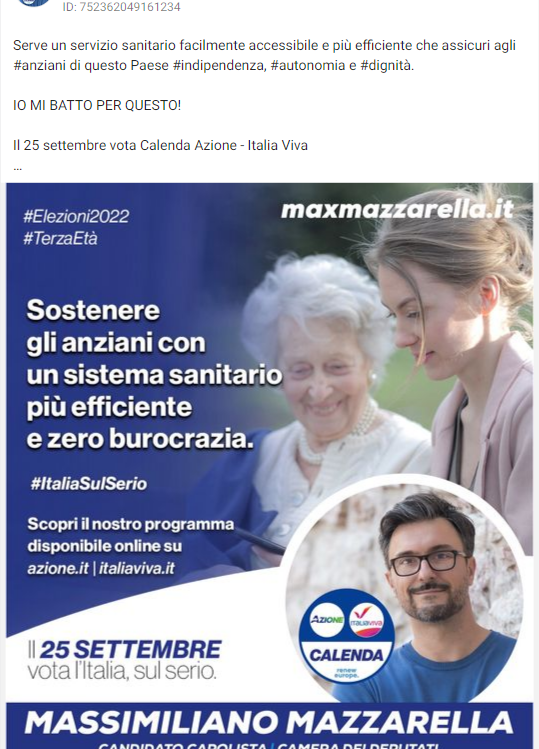 ID: 752362049161234
Serve un servizio sanitario facilmente accessibile e più efficiente che assicuri agli
#anziani di questo Paese #indipendenza, #autonomia e #dignità.
IO MI BATTO PER QUESTO!
Il 25 settembre vota Calenda Azione - Italia Viva
...
#Elezioni2022
#TerzaEtà
maxmazzarella.it
Sostenere
gli anziani con
un sistema sanitario
più efficiente
e zero burocrazia.
#ItaliaSulSerio
Scopri il nostro programma
disponibile online su
azione.it | italiaviva.it
AZIONE
ITALIAVIVA
CALENDA
renew
europe.
Il 25 SETTEMBRE
vota l'Italia, sul serio.
MASSIMILIANO MAZZARELLA
CANDIDATO CAPOLISTA | CAMERA DEI DEPUTATI